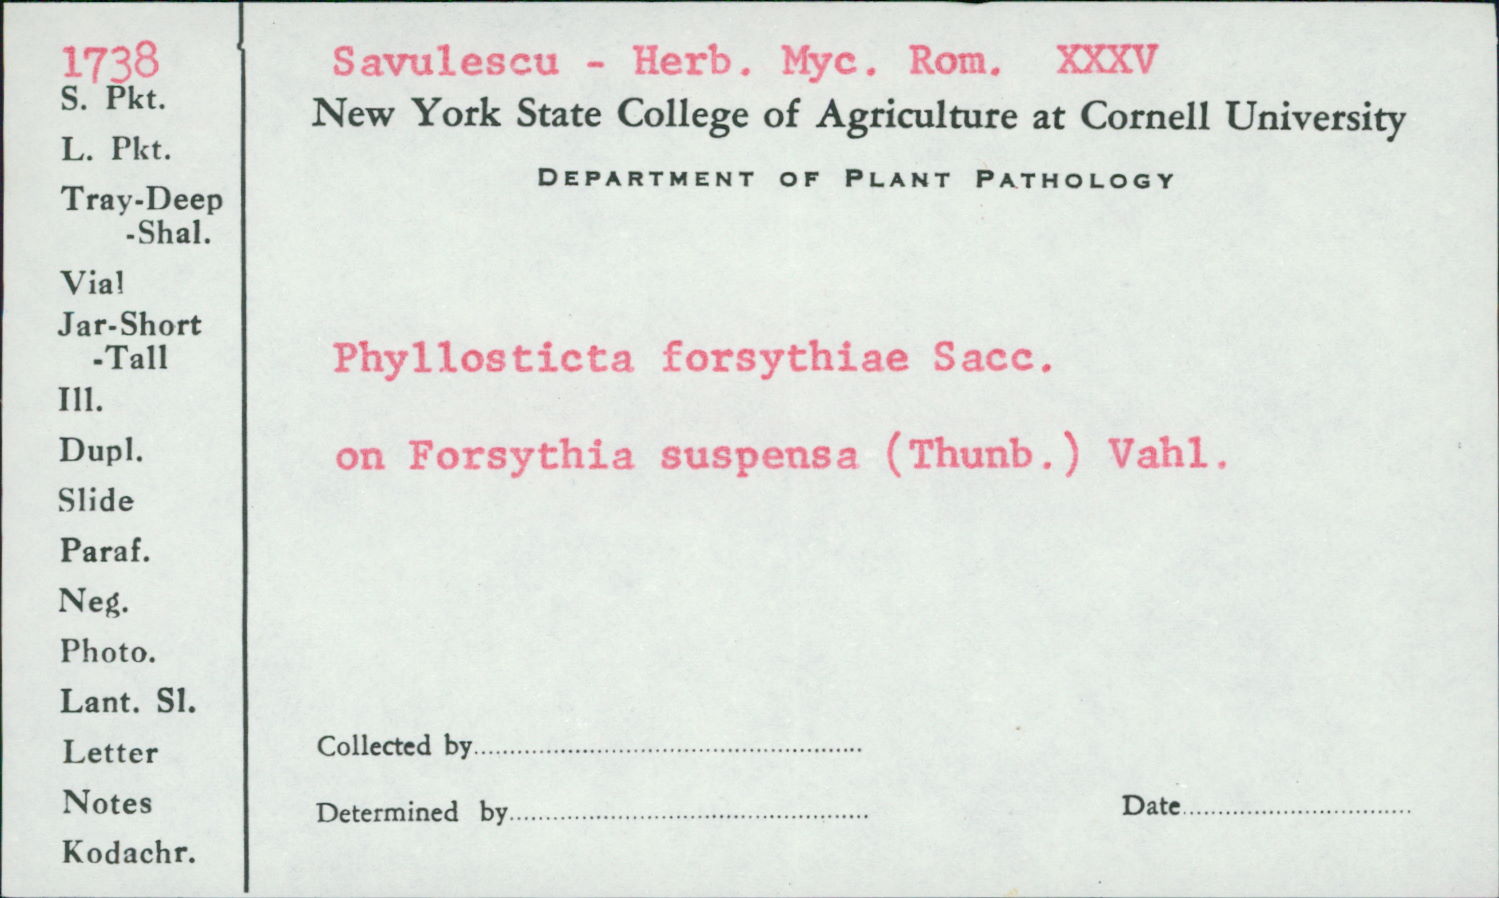 1738
S. Pkt.
L. Pkt.
Tray-Deep
-Shal.
Vial
Jar-Short
-Tall
Ill.
Dupl.
Slide
Paraf.
Neg.
Photo.
Lant. Sl.
Letter
Notes
Kodachr.
Savulescu - Herb. Myc. Rom. XXXV
New York State College of Agriculture at Cornell University
DEPARTMENT OF PLANT PATHOLOGY
Phyllosticta forsythiae Sacc.
on Forsythia suspensa (Thunb.) Vahl.
Collected by
Determined by
Date